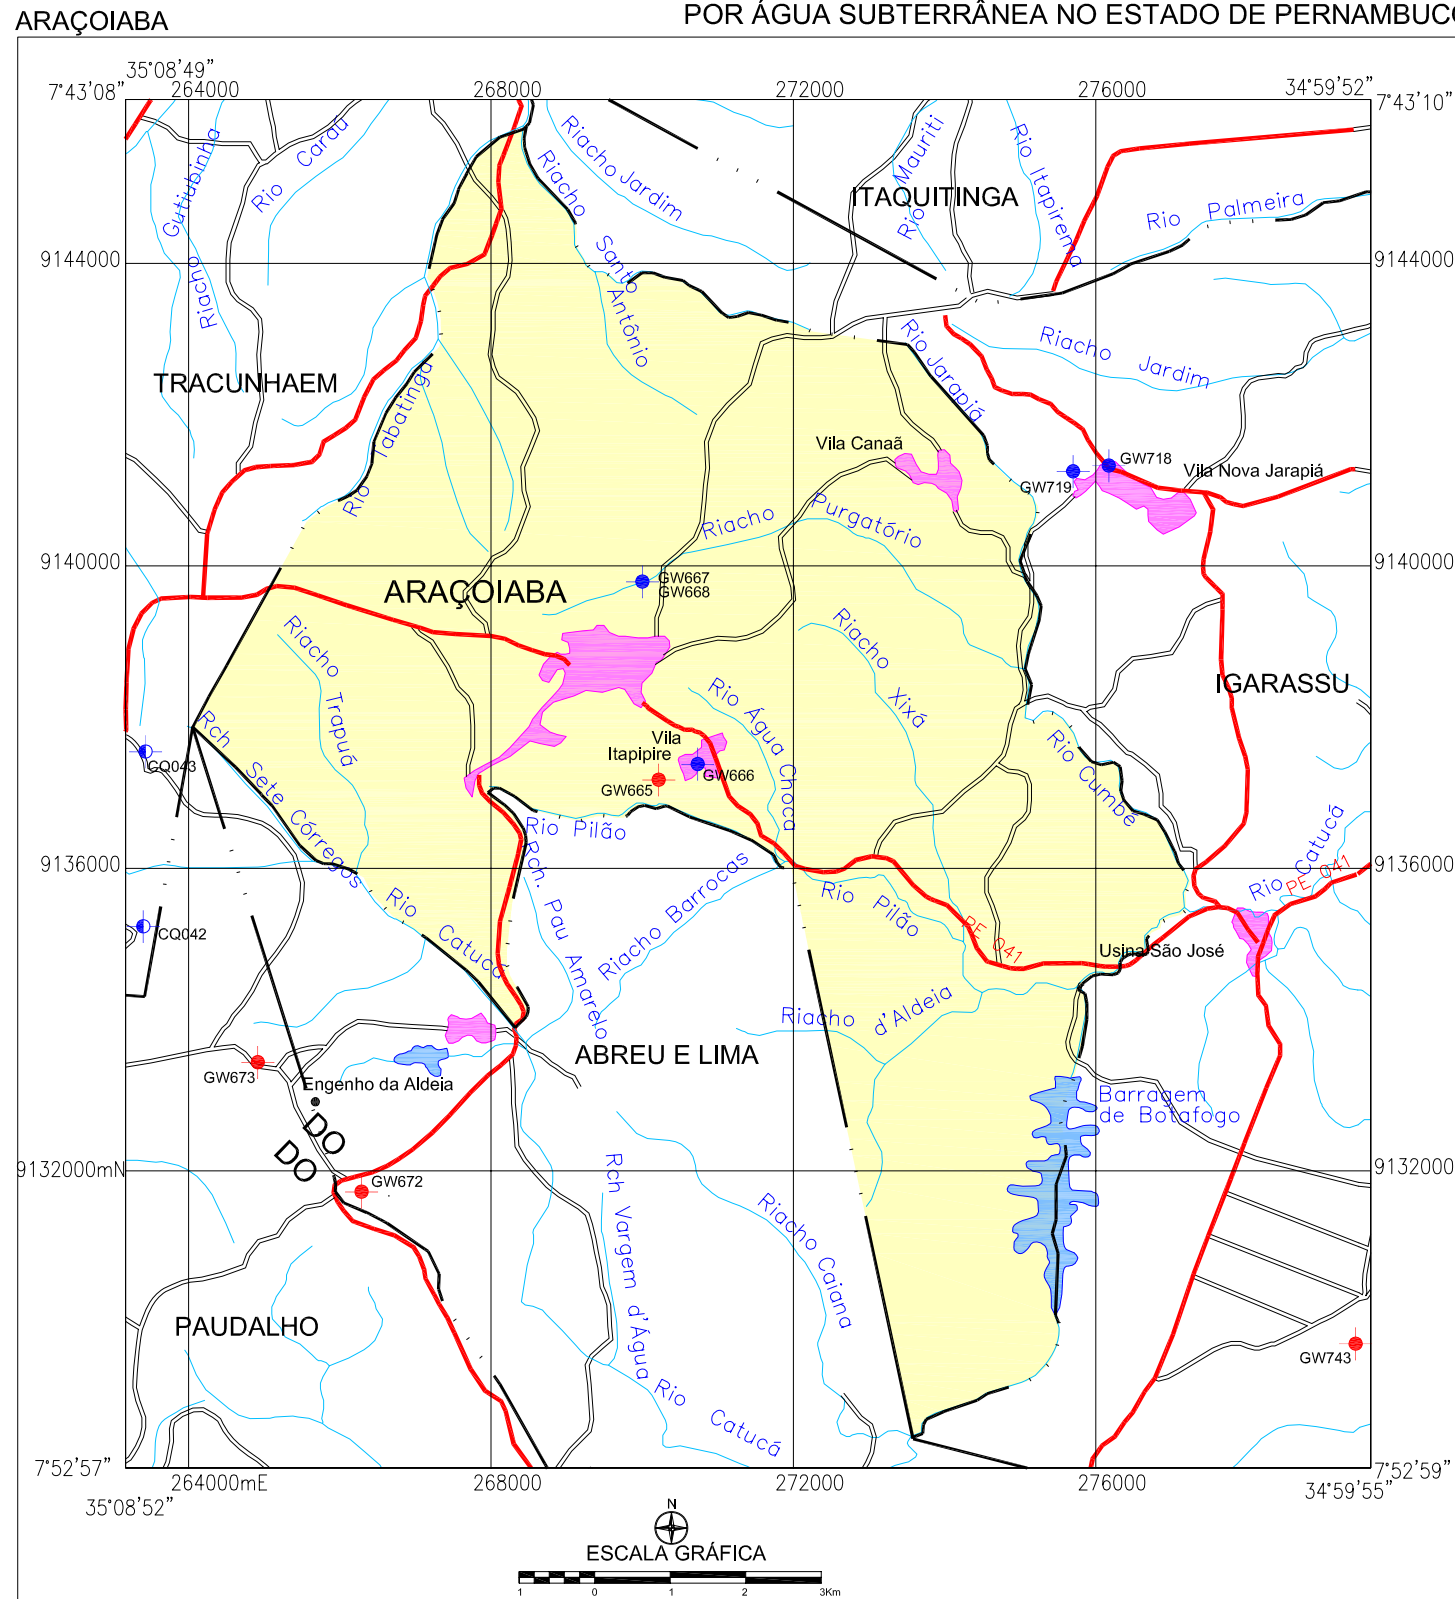 ARAÇOIABA
POR ÁGUA SUBTERRÂNEA NO ESTADO DE PERNAMBUCO
35°08'49"
7°43'08"
264000
268000
272000
276000
34°59'52"
7°43'10"
Riacho Gutiubinha
Rio Caraú
Riacho Jardim
Riacho Santo Antônio
Rio Mauriti
Rio Itapirema
ITAQUITINGA
Rio Palmeira
9144000
9144000
TRACUNHAEM
Rio Tabatinga
Rio Jarapiá
Riacho Jardim
Vila Canaã
GW718
GW719
Vila Nova Jarapiá
Riacho Purgatório
9140000
9140000
ARAÇOIABA
GW667
GW668
Riacho Trapuá
Riacho Xixá
IGARASSU
Rio Água Choca
Vila
Itapipire
GW665
GW666
CQ043
Rch Sete Córregos
Rio Cumbe
Rio Pilão
Rio Catucá
PE 041
9136000
9136000
Rch. Pau Amarelo
Riacho Barrocas
Rio Pilão
Rio Catucá
CQ042
PE 041
Usina São José
Riacho d'Aldeia
ABREU E LIMA
GW673
Engenho da Aldeia
DO
DO
Barragem
de Botafogo
9132000mN
9132000
GW672
Rch Vargem d'Água
Riacho Caiana
PAUDALHO
GW743
Rio Catucá
7°52'57"
7°52'59"
264000mE
268000
272000
276000
35°08'52"
34°59'55"
N
ESCALA GRÁFICA
1 0 1 2 3Km